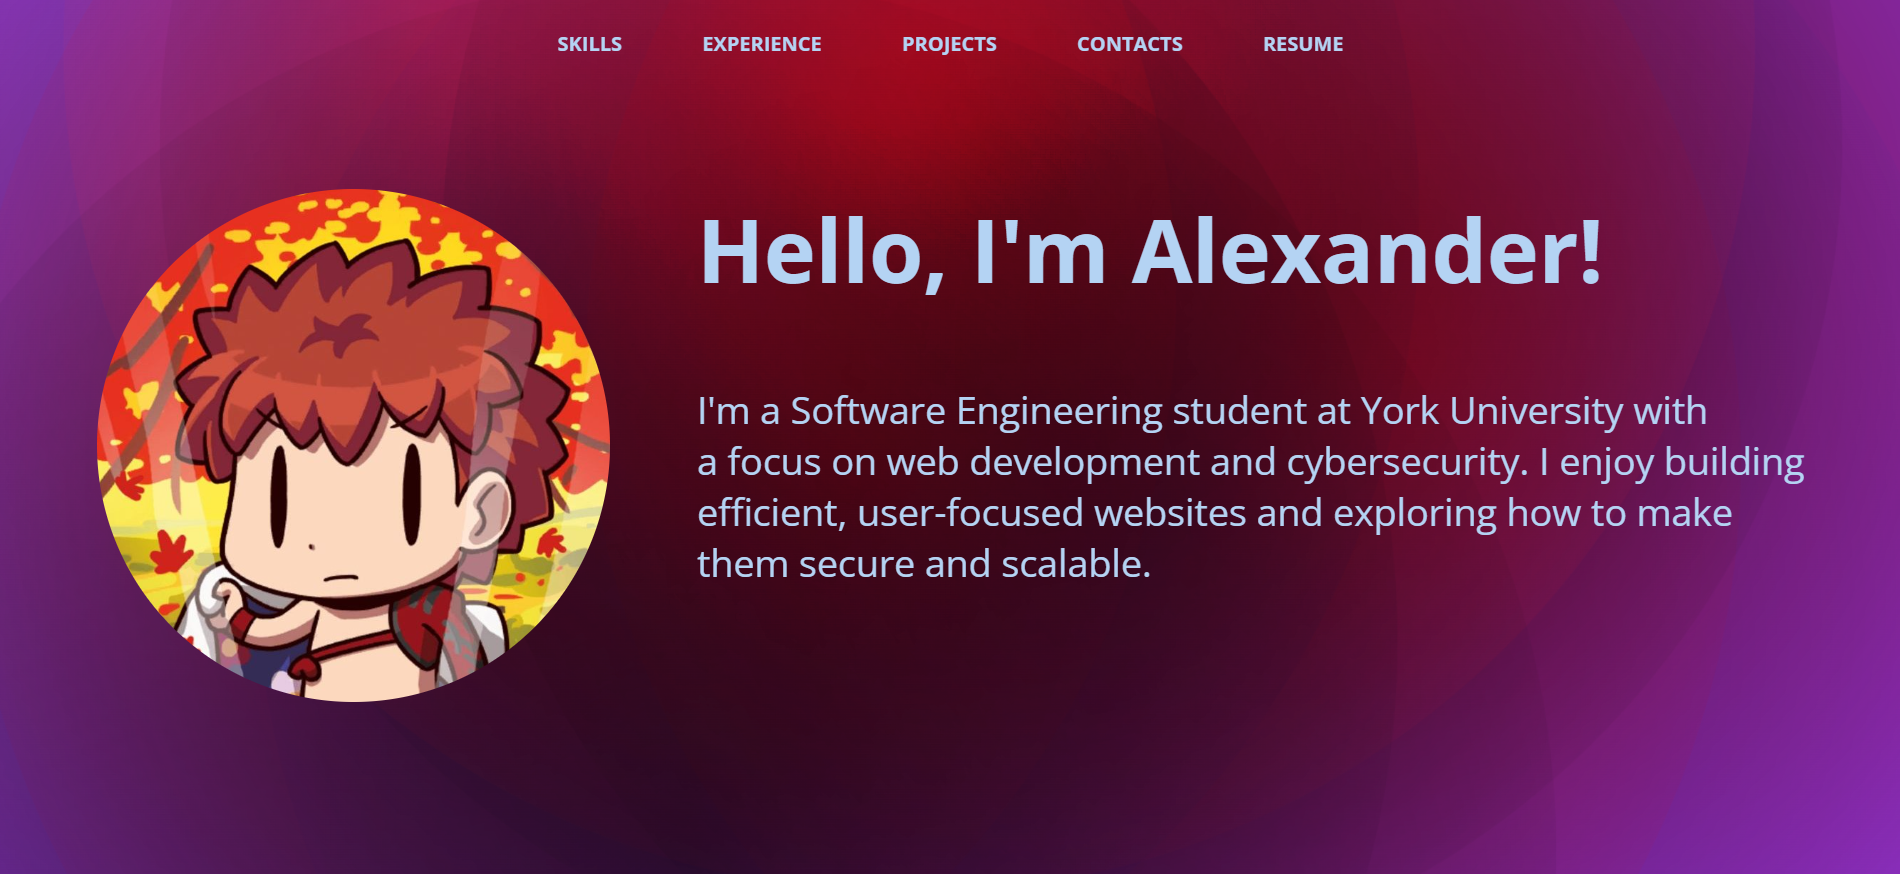 SKILLS EXPERIENCE PROJECTS CONTACTS RESUME
Hello, I'm Alexander!
I'm a Software Engineering student at York University with
a focus on web development and cybersecurity. I enjoy building
efficient, user-focused websites and exploring how to make
them secure and scalable.